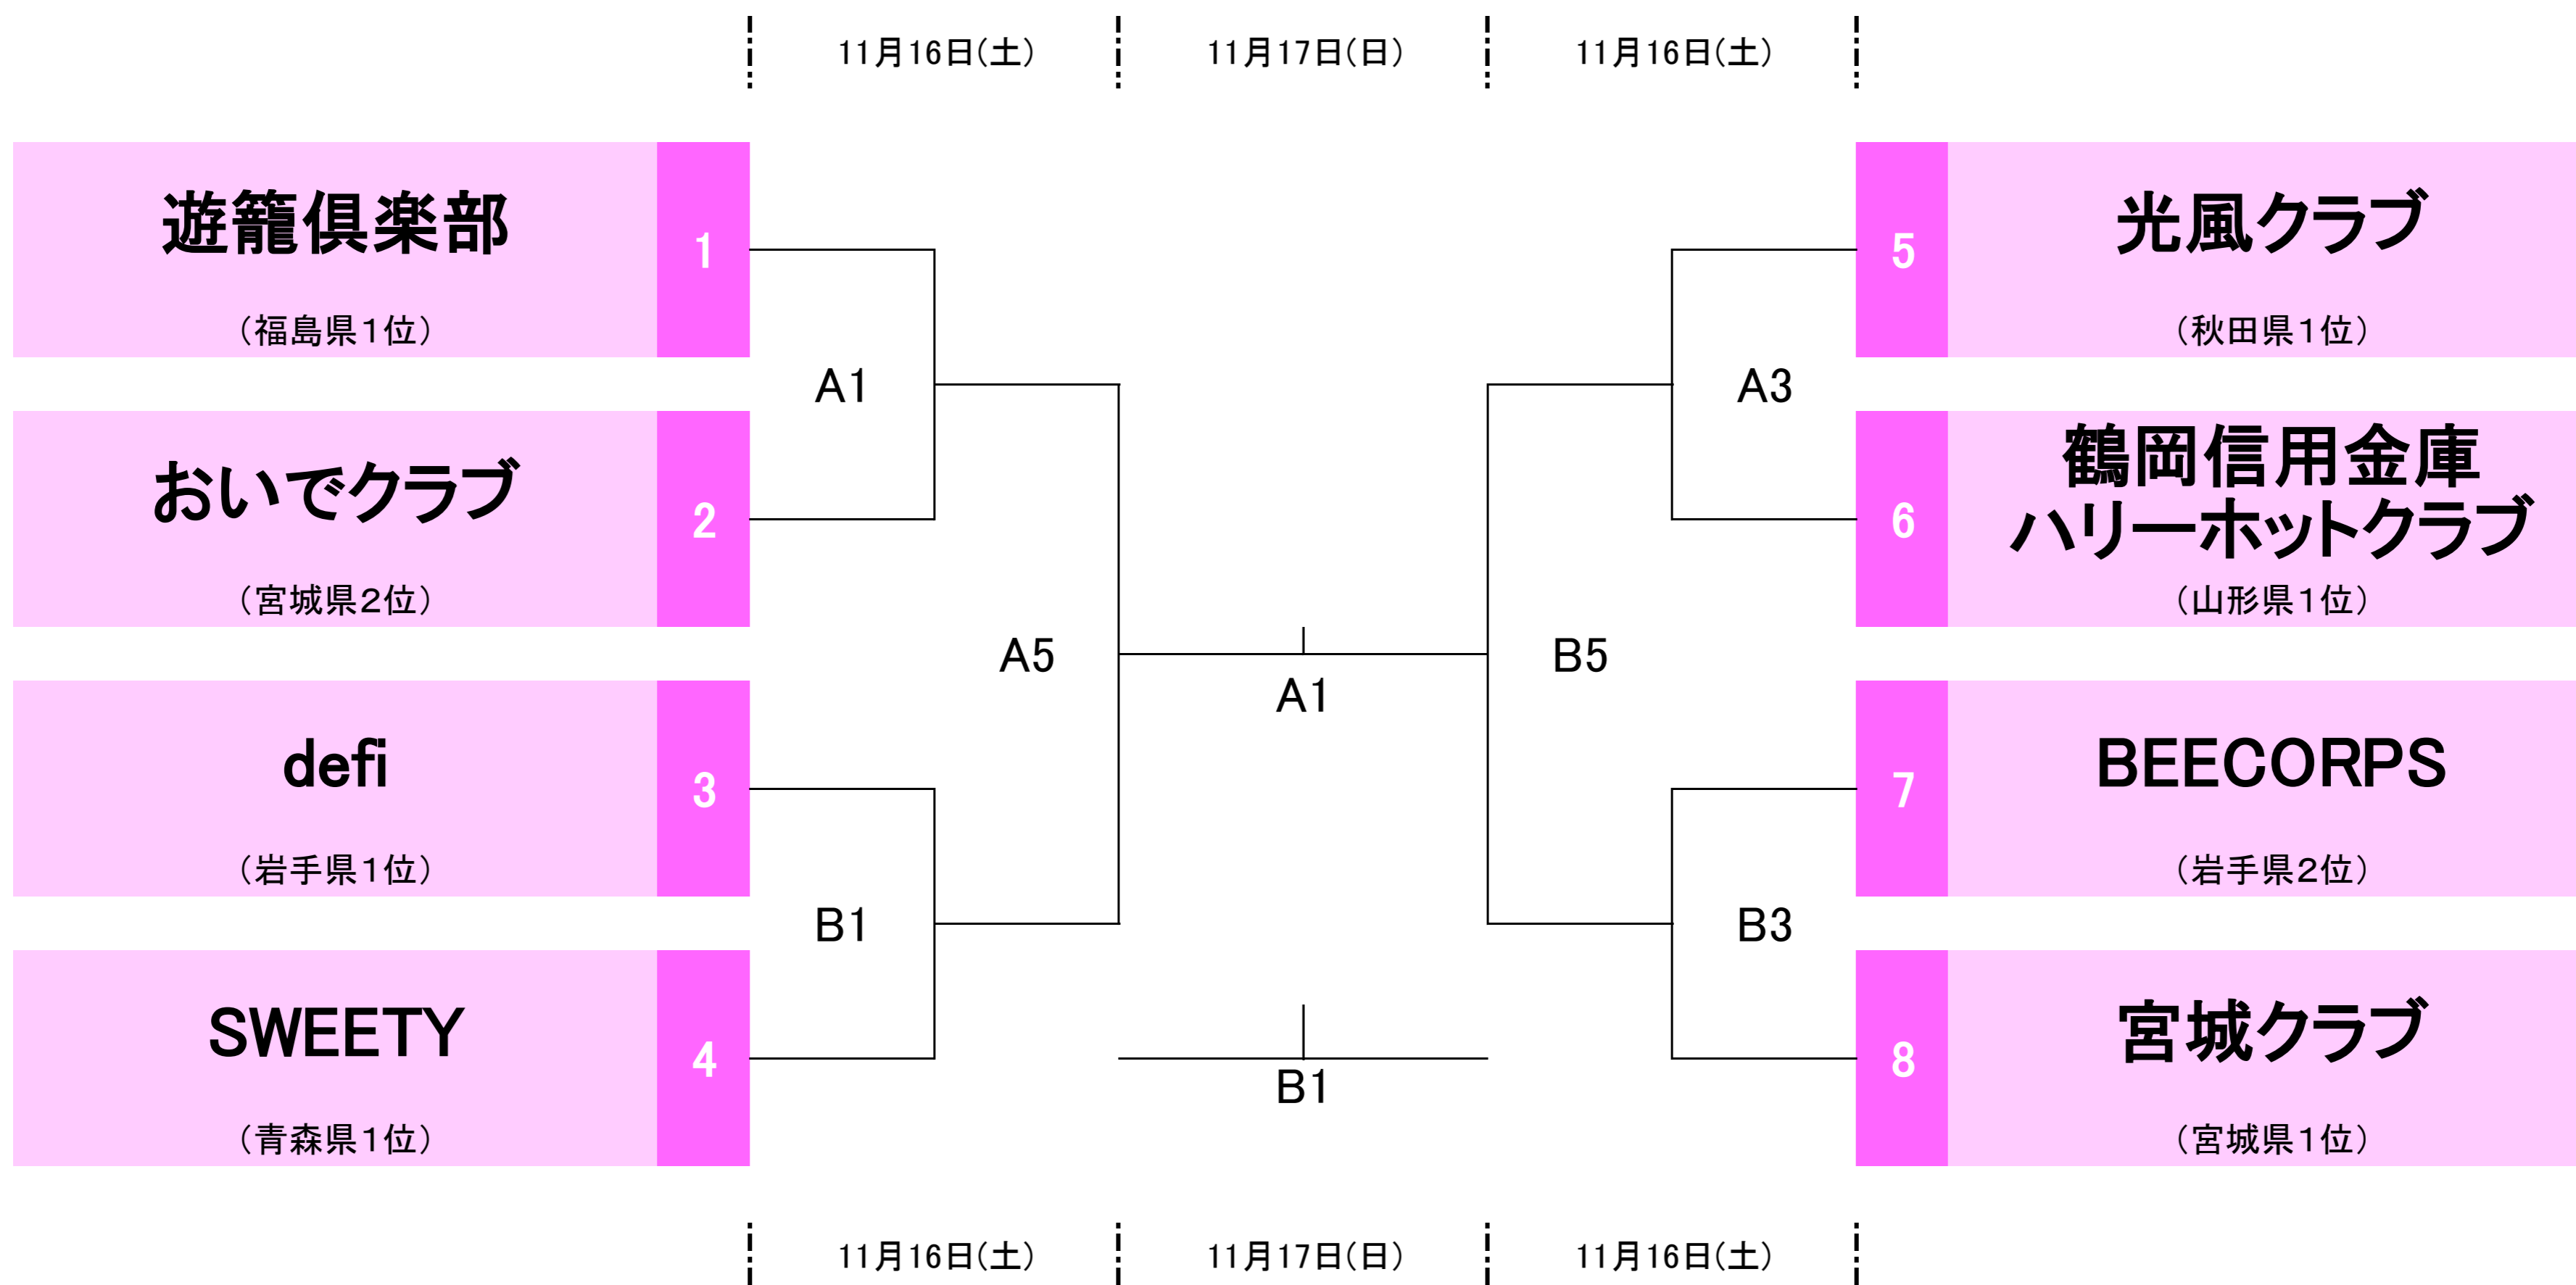 11月16日(土)
11月17日(日)
11月16日(土)
遊籠倶楽部
1
(福島県1位)
おいでクラブ
2
(宮城県2位)
defi
3
(岩手県1位)
SWEETY
4
(青森県1位)
A1
B1
A5
A1
B1
B5
A3
B3
5
光風クラブ
(秋田県1位)
6
鶴岡信用金庫
ハリーホットクラブ
(山形県1位)
7
BEECORPS
(岩手県2位)
8
宮城クラブ
(宮城県1位)
11月16日(土)
11月17日(日)
11月16日(土)